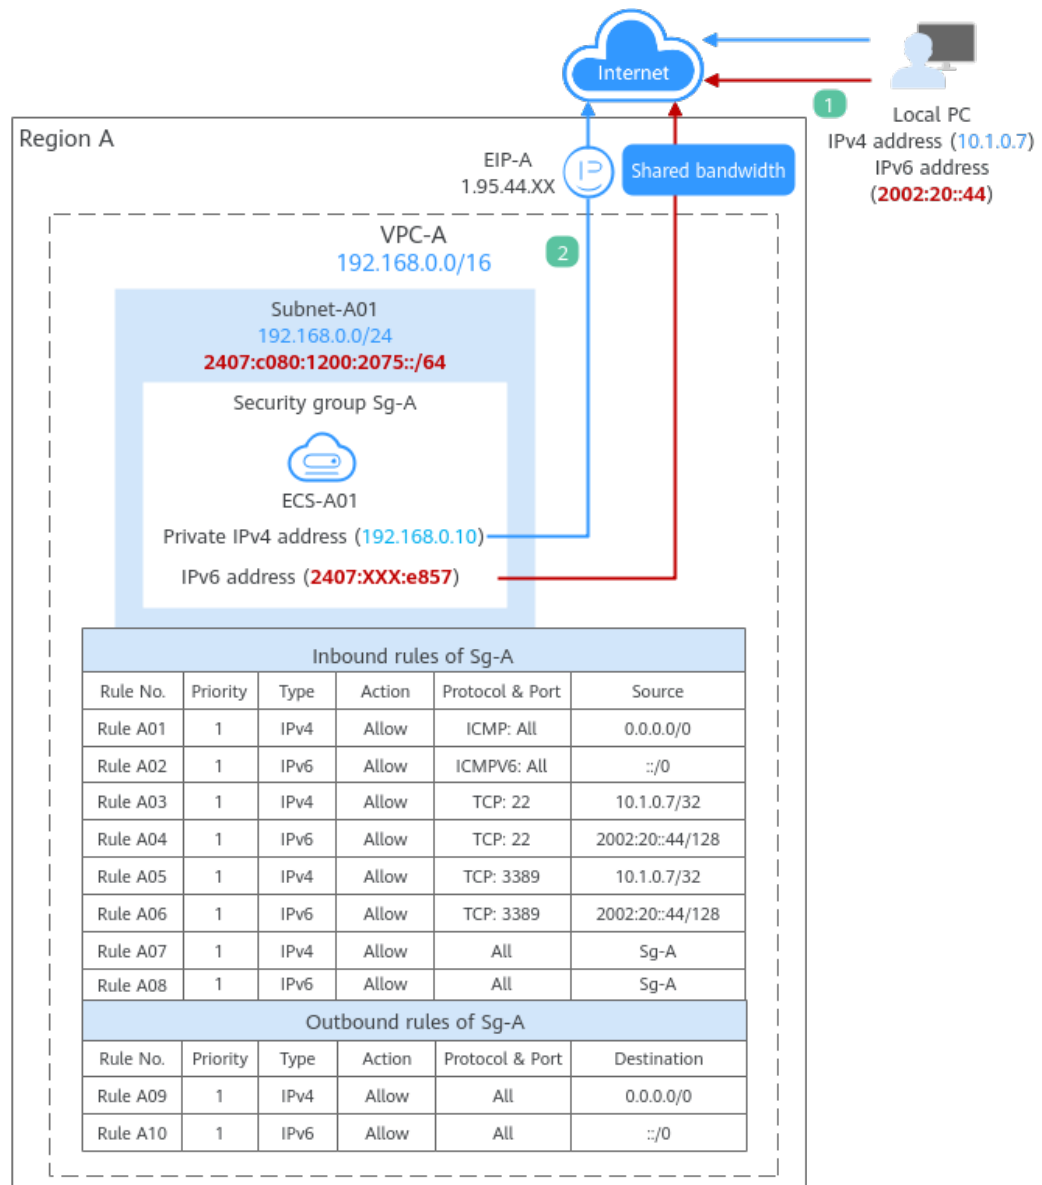 Internet
1
Local PC
IPv4 address (10.1.0.7)
IPv6 address
(2002:20::44)
Region A
EIP-A
1.95.44.XX
IP
Shared bandwidth
VPC-A
192.168.0.0/16
2
Subnet-A01
192.168.0.0/24
2407:c080:1200:2075::/64
Security group Sg-A
ECS-A01
Private IPv4 address (192.168.0.10)
IPv6 address (2407:XXX:e857)
Inbound rules of Sg-A
Rule No. Priority Type Action Protocol & Port Source
Rule A01 1 IPv4 Allow ICMP: All 0.0.0.0/0
Rule A02 1 IPv6 Allow ICMPV6: All ::/0
Rule A03 1 IPv4 Allow TCP: 22 10.1.0.7/32
Rule A04 1 IPv6 Allow TCP: 22 2002:20::44/128
Rule A05 1 IPv4 Allow TCP: 3389 10.1.0.7/32
Rule A06 1 IPv6 Allow TCP: 3389 2002:20::44/128
Rule A07 1 IPv4 Allow All Sg-A
Rule A08 1 IPv6 Allow All Sg-A
Outbound rules of Sg-A
Rule No. Priority Type Action Protocol & Port Destination
Rule A09 1 IPv4 Allow All 0.0.0.0/0
Rule A10 1 IPv6 Allow All ::/0